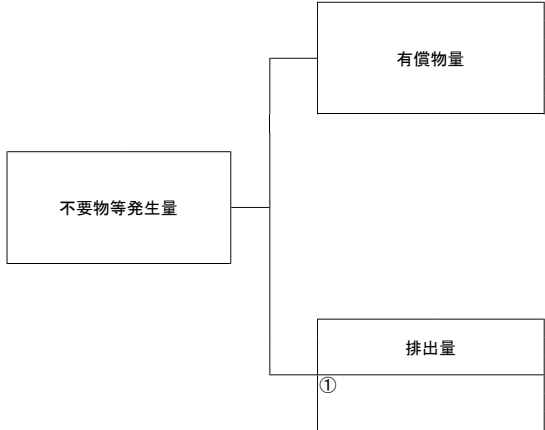 有償物量
不要物等発生量
排出量
①